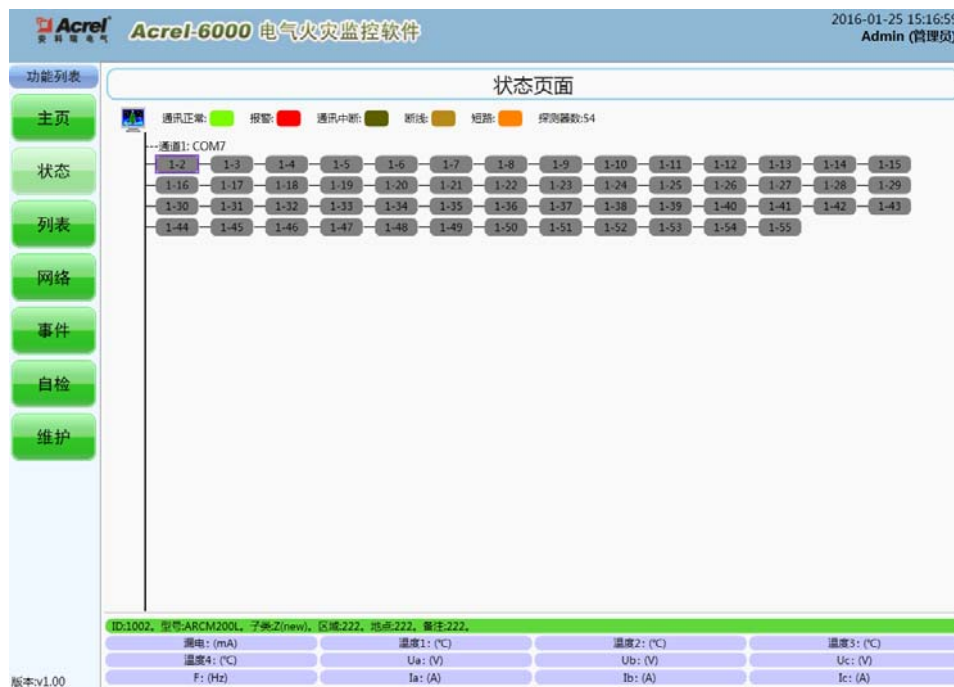 Acrel
安科瑞电气
Acrel-6000 电气火灾监控软件
2016-01-25 15:16:59
Admin (管理员)
功能列表
主页
状态
列表
网络
事件
自检
维护
版本:v1.00
状态页面
通讯正常: 报警: 通讯中断: 断线: 短路: 探测器数:54
通道1: COM7
1-2 1-3 1-4 1-5 1-6 1-7 1-8 1-9 1-10 1-11 1-12 1-13 1-14 1-15
1-16 1-17 1-18 1-19 1-20 1-21 1-22 1-23 1-24 1-25 1-26 1-27 1-28 1-29
1-30 1-31 1-32 1-33 1-34 1-35 1-36 1-37 1-38 1-39 1-40 1-41 1-42 1-43
1-44 1-45 1-46 1-47 1-48 1-49 1-50 1-51 1-52 1-53 1-54 1-55
ID:1002, 型号:ARCM200L, 子类:Z(new), 区域:222, 地点:222, 备注:222,
漏电: (mA) 温度1: (℃) 温度2: (℃) 温度3: (℃)
温度4: (℃) Ua: (V) Ub: (V) Uc: (V)
F: (Hz) Ia: (A) Ib: (A) Ic: (A)